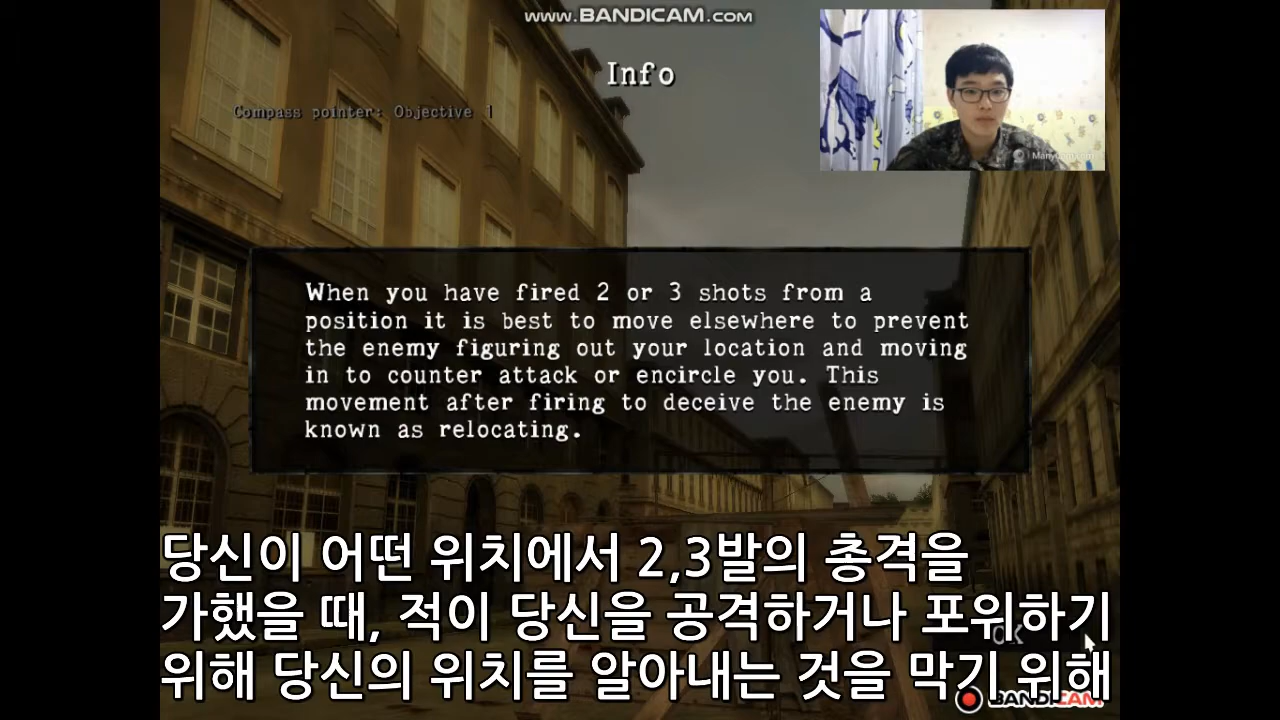 www.BANDICAM.com
Info
Compass pointer: Objective 1
When you have fired 2 or 3 shots from a
position it is best to move elsewhere to prevent
the enemy figuring out your location and moving
in to counter attack or encircle you. This
movement after firing to deceive the enemy is
known as relocating.
당신이 어떤 위치에서 2,3발의 총격을
가했을 때, 적이 당신을 공격하거나 포위하기
OK
위해 당신의 위치를 알아내는 것을 막기 위해
BANDICAM